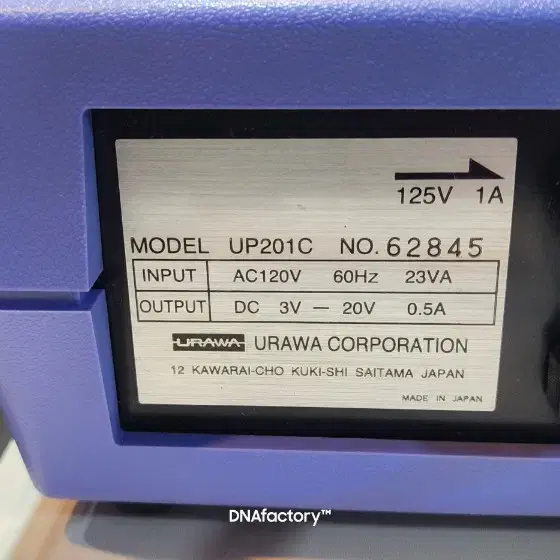 125V 1A
MODEL UP201C NO. 62845
INPUT AC120V 60Hz 23VA
OUTPUT DC 3V — 20V 0.5A
URAWA URAWA CORPORATION
12 KAWARAI-CHO KUKI-SHI SAITAMA JAPAN
MADE IN JAPAN
DNAfactory™